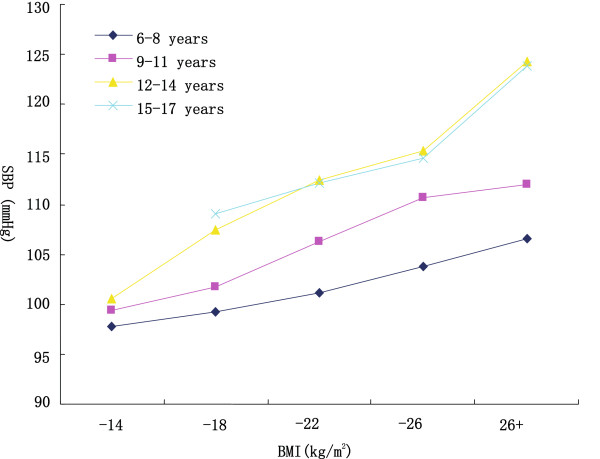 130
125
120
115
110
105
100
95
90
SBP (mmHg)
6-8 years
9-11 years
12-14 years
15-17 years
-14
-18
-22
-26
26+
BMI(kg/m²)